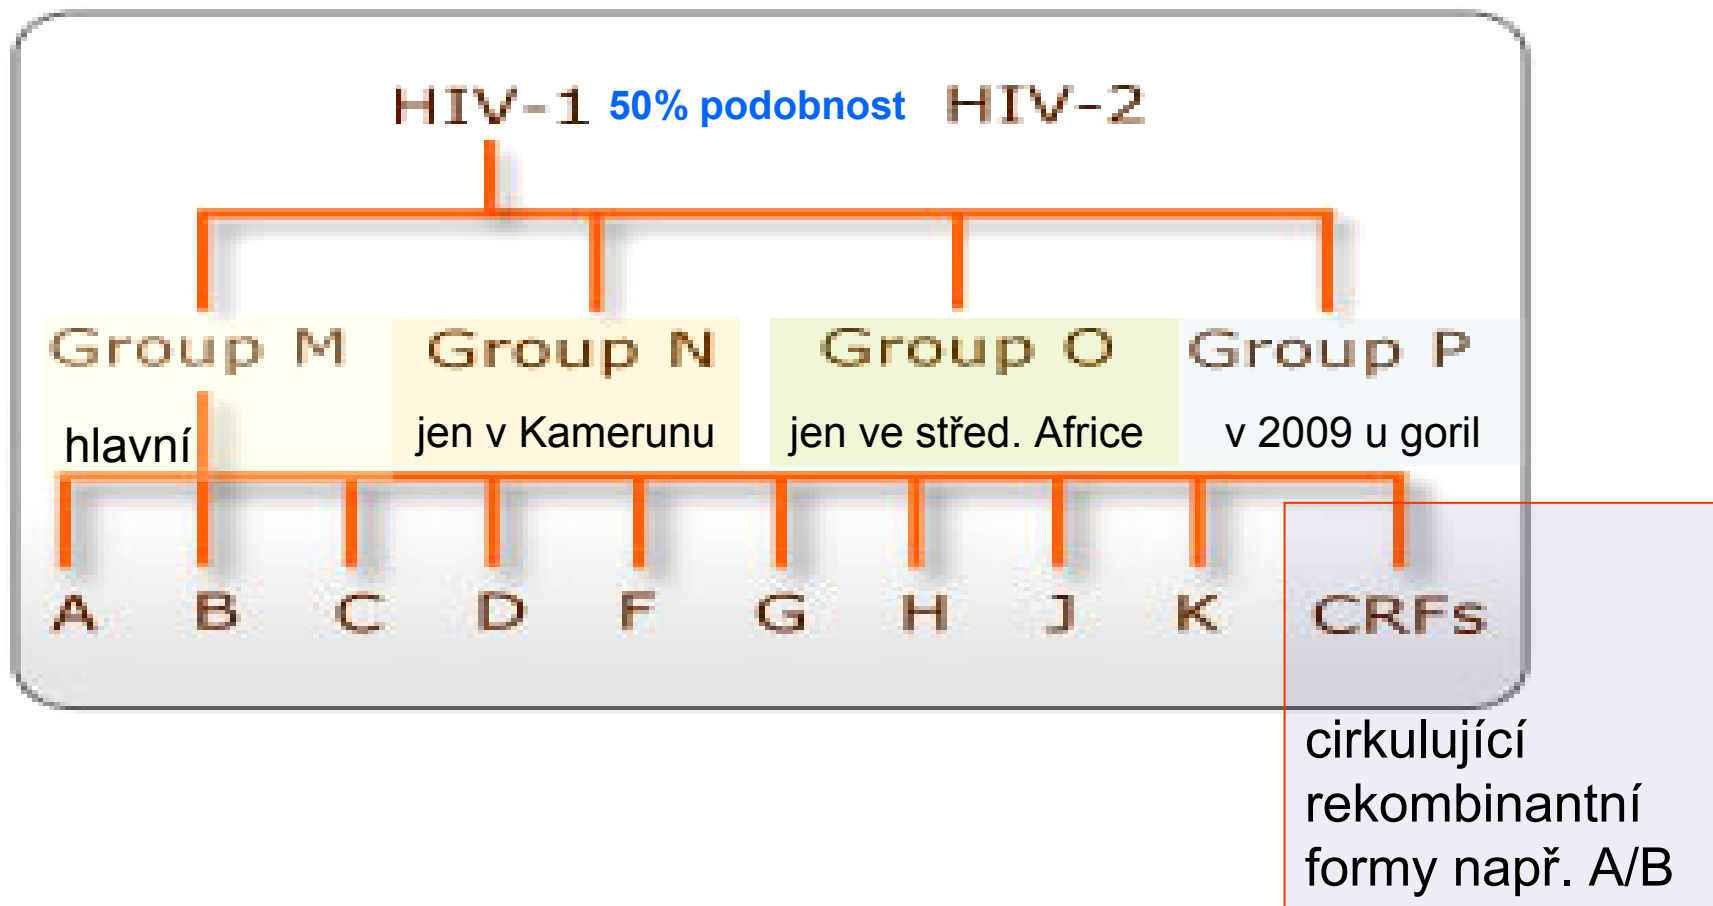 HIV-1 50% podobnost HIV-2
Group M Group N Group O Group P
hlavní jen v Kamerunu jen ve střed. Africe v 2009 u goril
A B C D F G H J K CRFs
cirkulující
rekombinantní
formy např. A/B